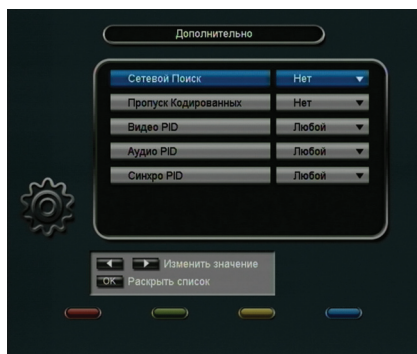 Дополнительно
Сетевой Поиск Нет
Пропуск Кодированных Нет
Видео PID Любой
Аудио PID Любой
Синхро PID Любой
Изменить значение
OK Раскрыть список